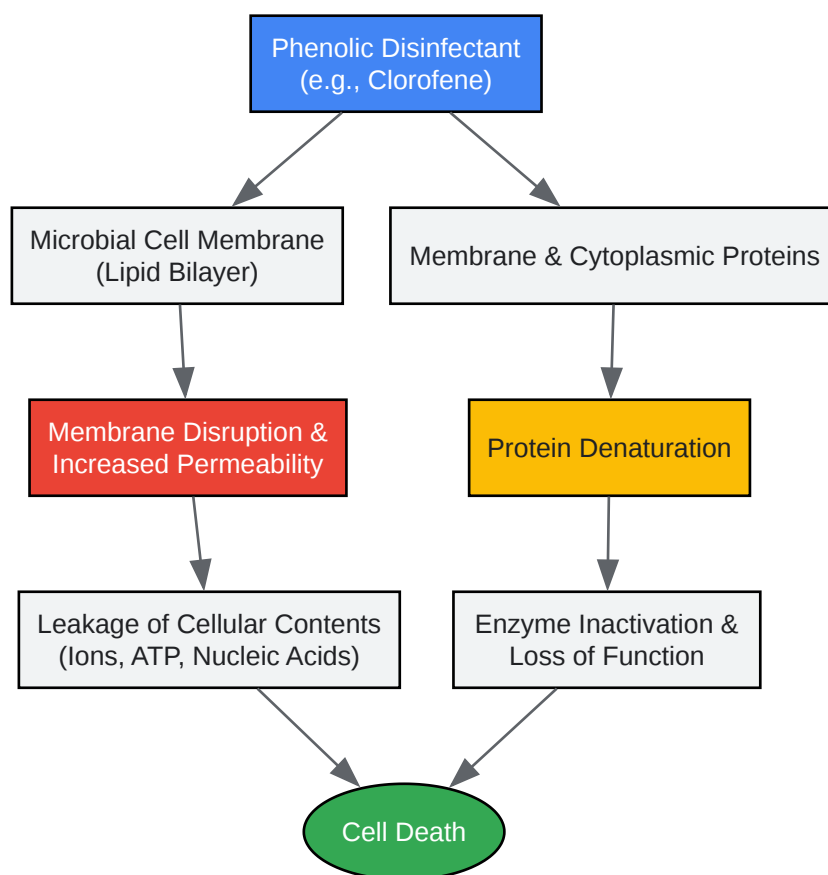 Phenolic Disinfectant
(e.g., Clorofene)
Microbial Cell Membrane
(Lipid Bilayer)
Membrane & Cytoplasmic Proteins
Membrane Disruption &
Increased Permeability
Protein Denaturation
Leakage of Cellular Contents
(Ions, ATP, Nucleic Acids)
Enzyme Inactivation &
Loss of Function
Cell Death